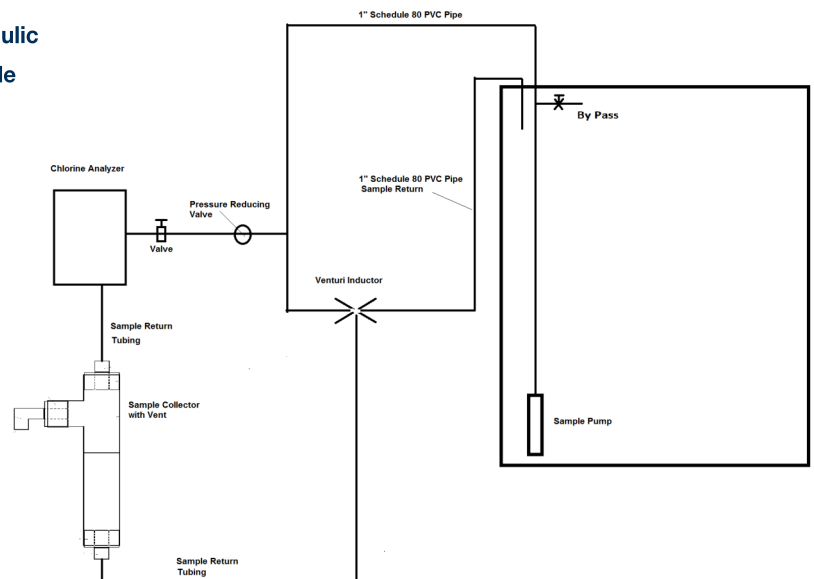 1" Schedule 80 PVC Pipe
ulic
le
By Pass
Chlorine Analyzer
1" Schedule 80 PVC Pipe
Sample Return
Pressure Reducing
Valve
Valve
Venturi Inductor
Sample Return
Tubing
Sample Collector
with Vent
Sample Pump
Sample Return
Tubing